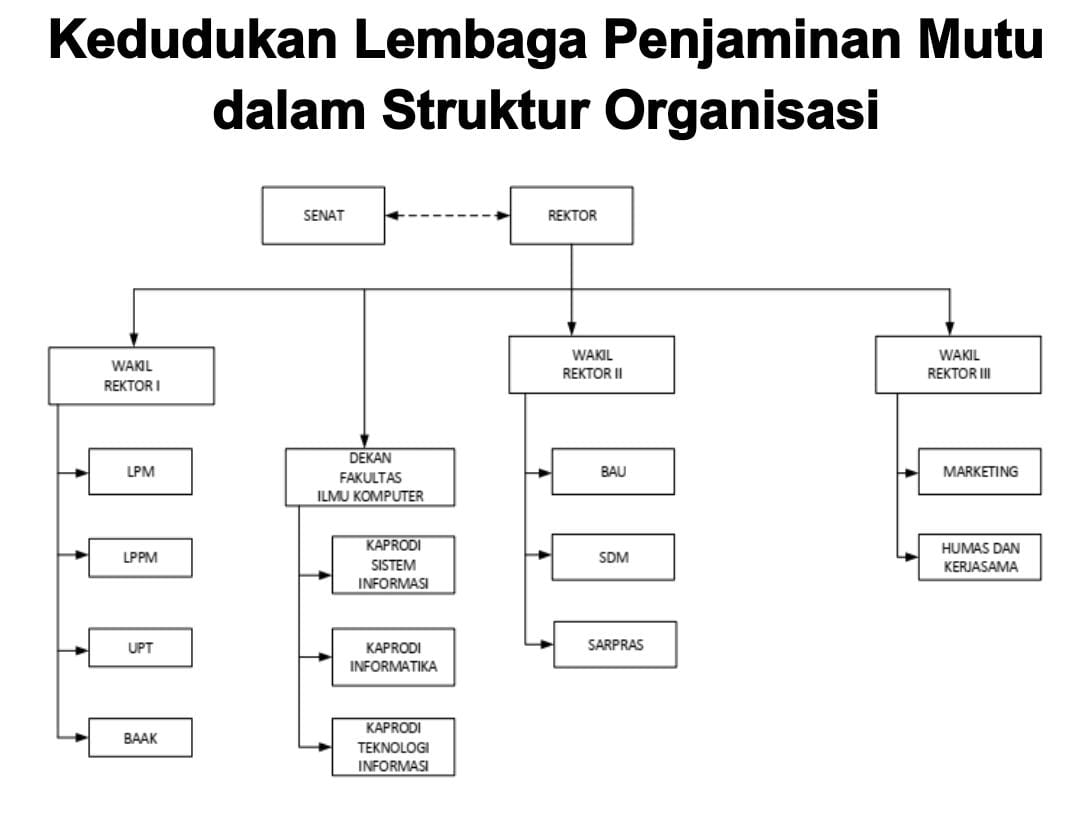 Kedudukan Lembaga Penjaminan Mutu
dalam Struktur Organisasi
SENAT
REKTOR
WAKIL
REKTOR I
LPM
LPPM
UPT
BAAK
DEKAN
FAKULTAS
ILMU KOMPUTER
KAPRODI
SISTEM
INFORMASI
KAPRODI
INFORMATIKA
KAPRODI
TEKNOLOGI
INFORMASI
WAKIL
REKTOR II
BAU
SDM
SARPRAS
WAKIL
REKTOR III
MARKETING
HUMAS DAN
KERJASAMA